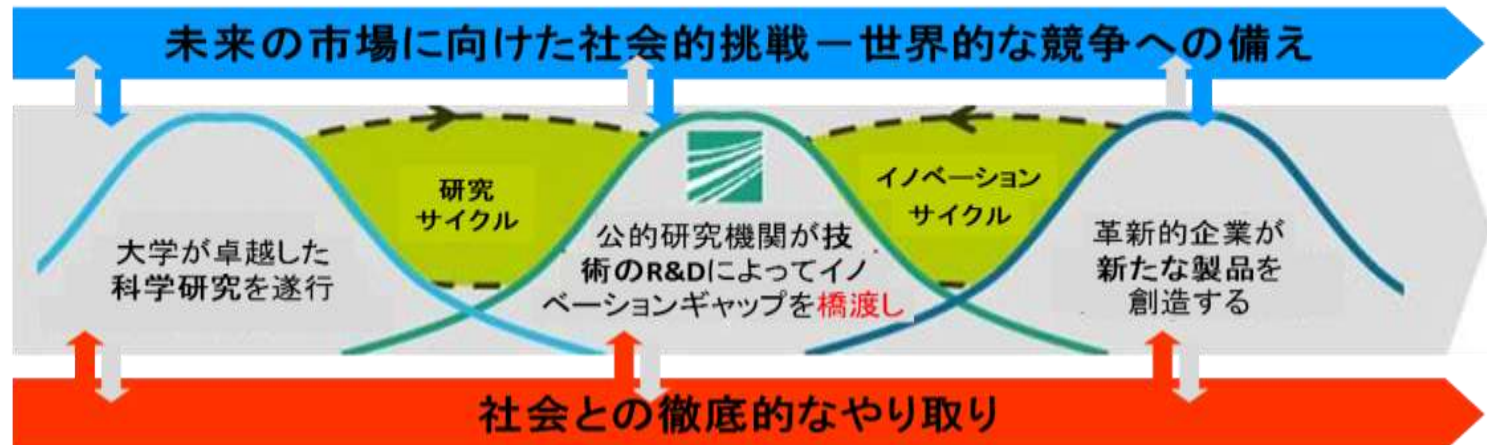 未来の市場に向けた社会的挑戦－世界的な競争への備え
大学が卓越した
科学研究を遂行
研究
サイクル
公的研究機関が技
術のR&Dによってイノ
ベーションギャップを橋渡し
イノベーション
サイクル
革新的企業が
新たな製品を
創造する
社会との徹底的なやり取り